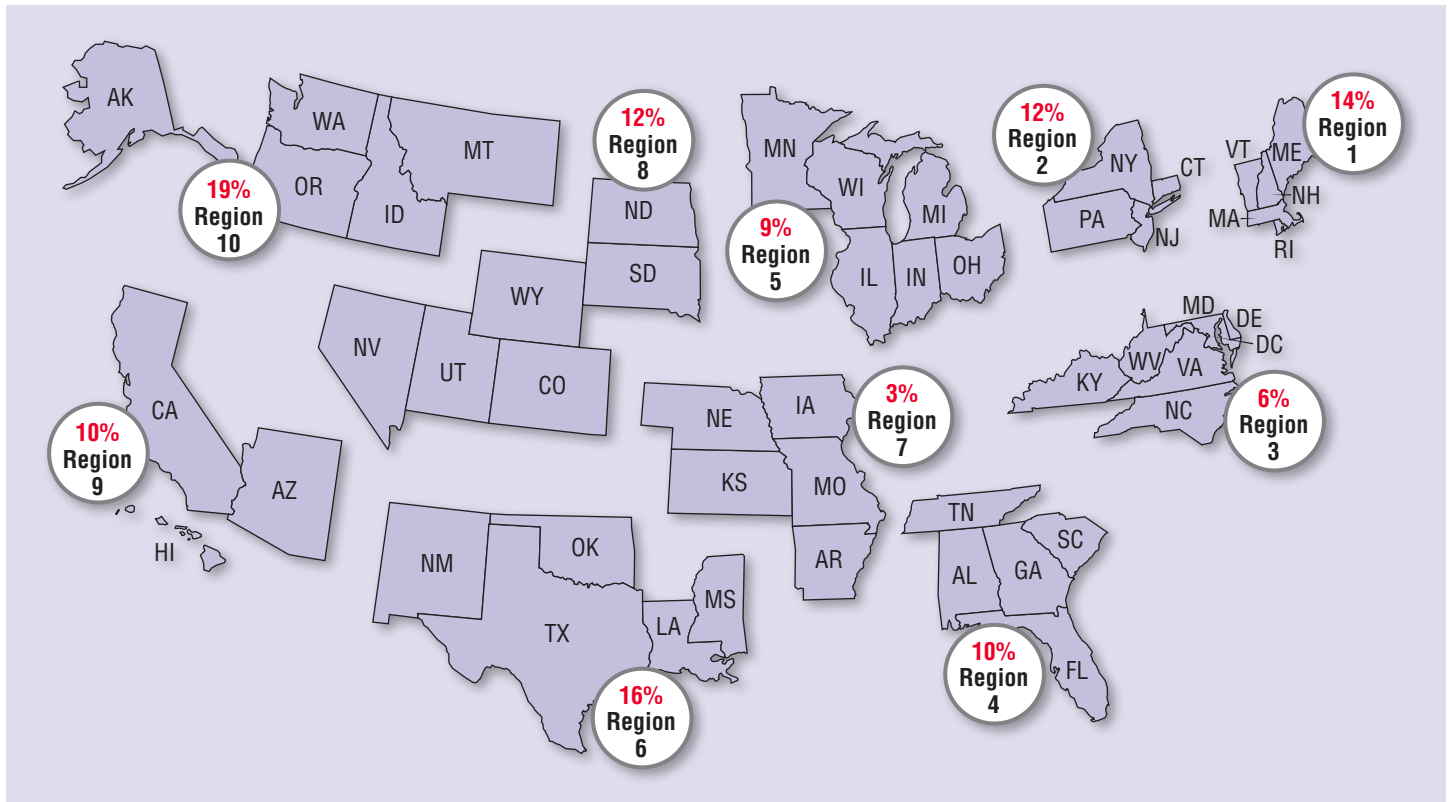 AK
WA
MT
OR
ID
19%
Region
10
12%
Region
8
ND
SD
WY
NV
UT
CO
MN
WI
MI
IL
IN
OH
9%
Region
5
12%
Region
2
NY
CT
PA
NJ
14%
Region
1
VT
ME
NH
MA
RI
CA
AZ
HI
10%
Region
9
NE
IA
KS
MO
AR
3%
Region
7
MD
DE
DC
WV
VA
KY
NC
6%
Region
3
NM
OK
TX
LA
MS
16%
Region
6
TN
SC
AL
GA
FL
10%
Region
4